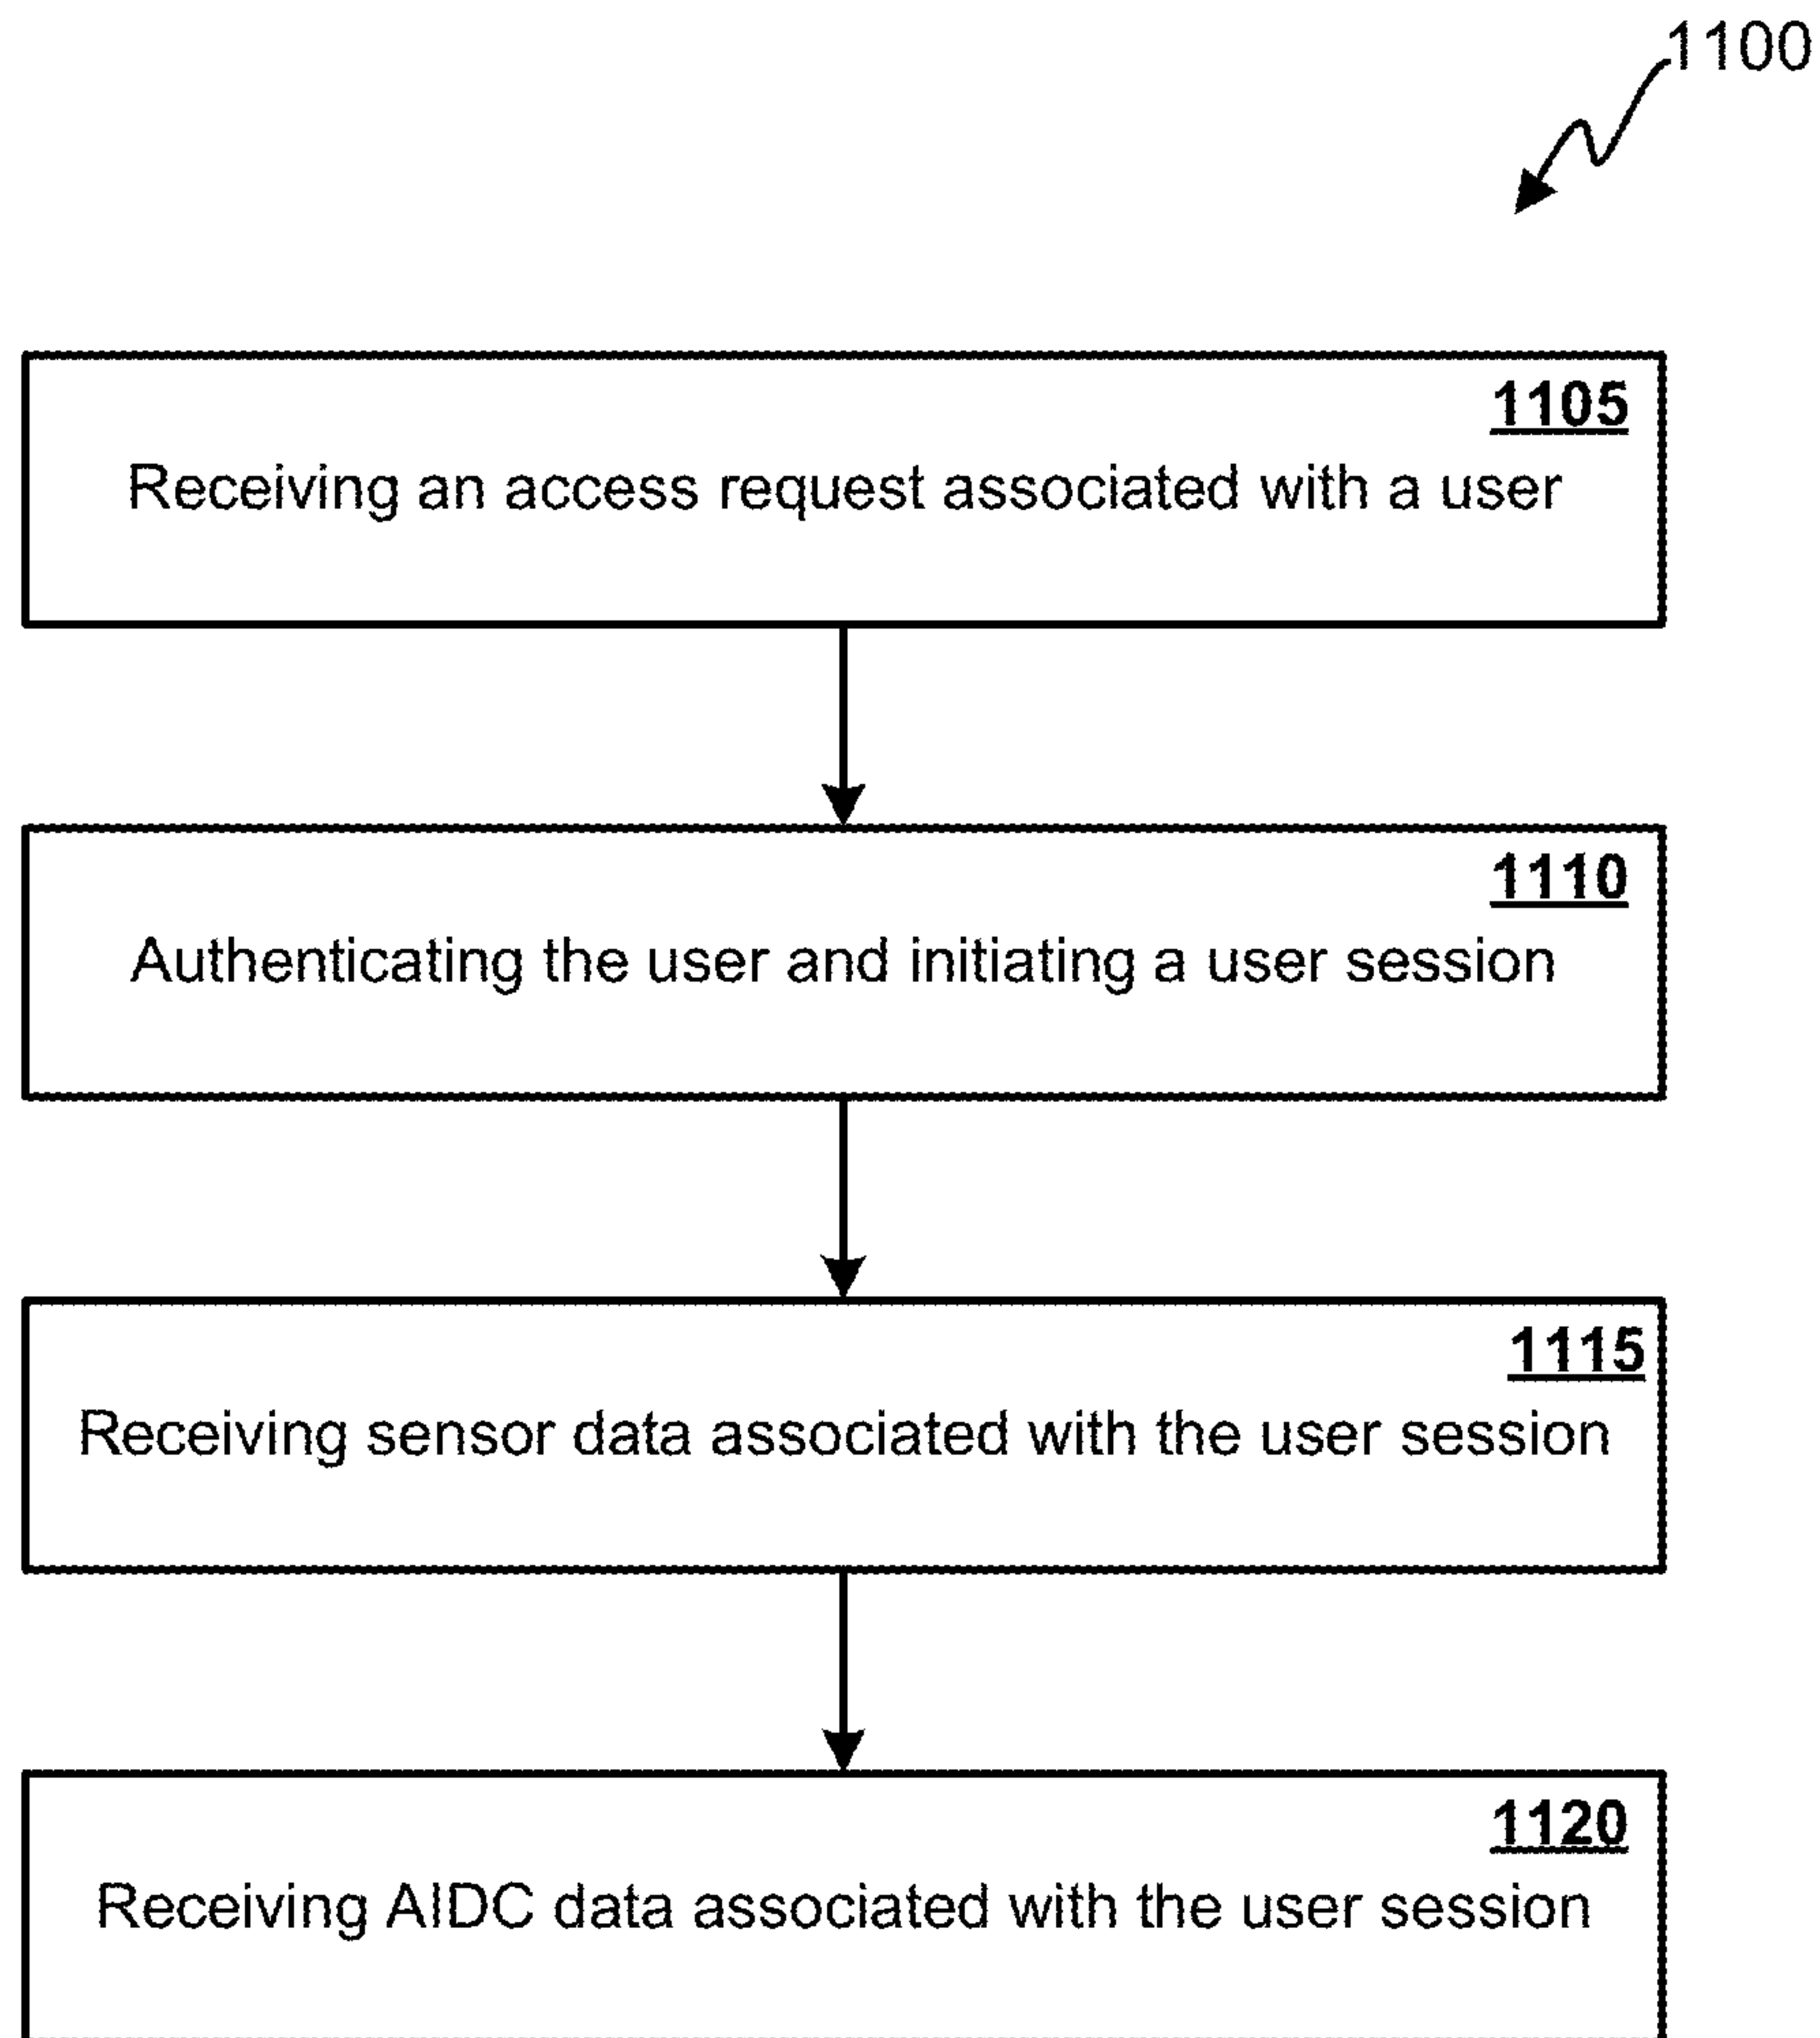 1100
1105
Receiving an access request associated with a user
1110
Authenticating the user and initiating a user session
1115
Receiving sensor data associated with the user session
1120
Receiving AIDC data associated with the user session